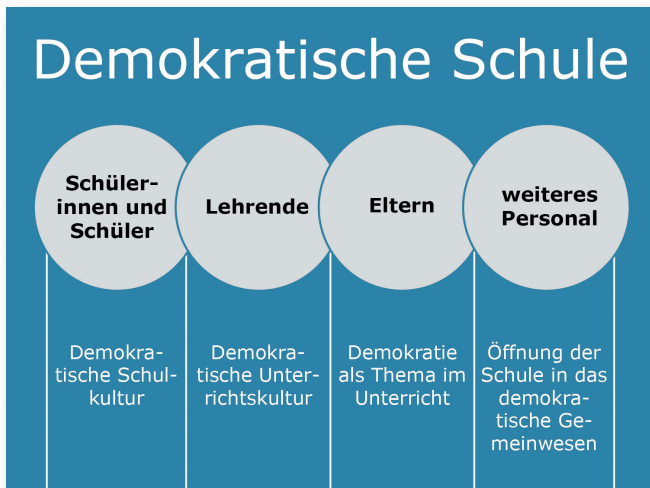 Demokratische Schule
Schüler-
innen und
Schüler
Lehrende
Eltern
weiteres
Personal
Demokra-
tische Schul-
kultur
Demokra-
tische Unter-
richtskultur
Demokratie
als Thema im
Unterricht
Öffnung der
Schule in das
demokra-
tische Ge-
meinwesen